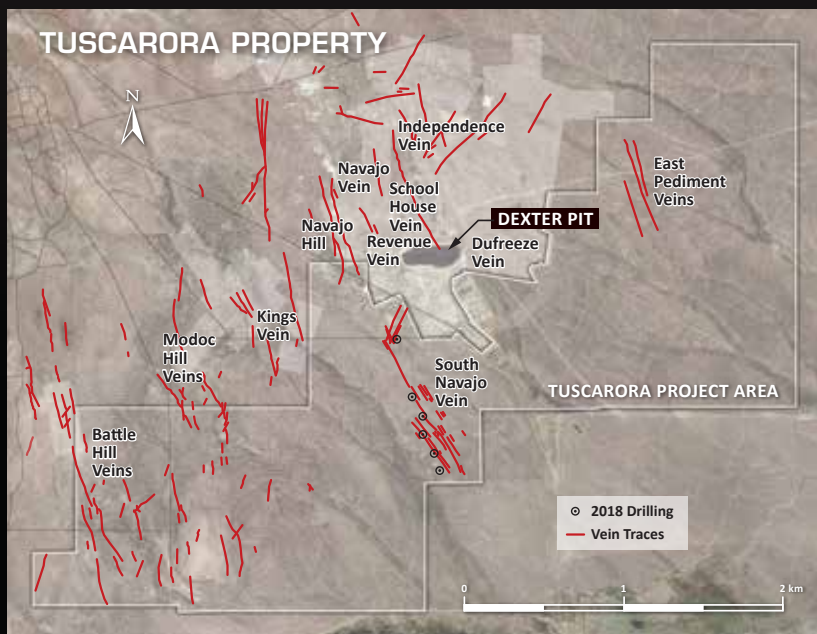 TUSCARORA PROPERTY
N
Independence
Vein
Navajo
Vein
School
House
Vein
East
Pediment
Veins
DEXTER PIT
Navajo
Hill
Revenue
Vein
Dufreeze
Vein
Kings
Vein
Modoc
Hill
Veins
South
Navajo
Vein
TUSCARORA PROJECT AREA
Battle
Hill
Veins
2018 Drilling
Vein Traces
0
1
2 km